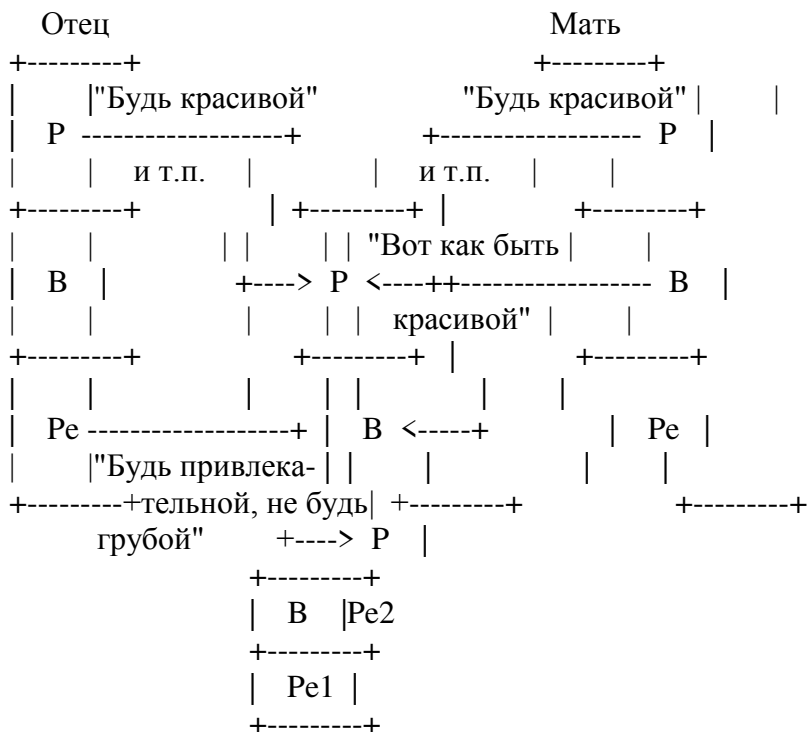 Отец Мать
+---------+ +---------+
| |"Будь красивой" "Будь красивой" | |
| Р -------------------+ +------------------- Р |
| | и т.п. | | и т.п. | |
+---------+ | +---------+ | +---------+
| | | | | | "Вот как быть | |
| В | +----> Р <----++------------------ В |
| | | | | красивой" | |
+---------+ +---------+ | +---------+
| | | | | | |
| Ре -------------------+ | В <-----+ | Ре |
| |"Будь привлека- | | | | |
+---------+тельной, не будь| +---------+ +---------+
грубой" +----> Р |
+---------+
| В |Ре2
+---------+
| Ре1 |
+---------+